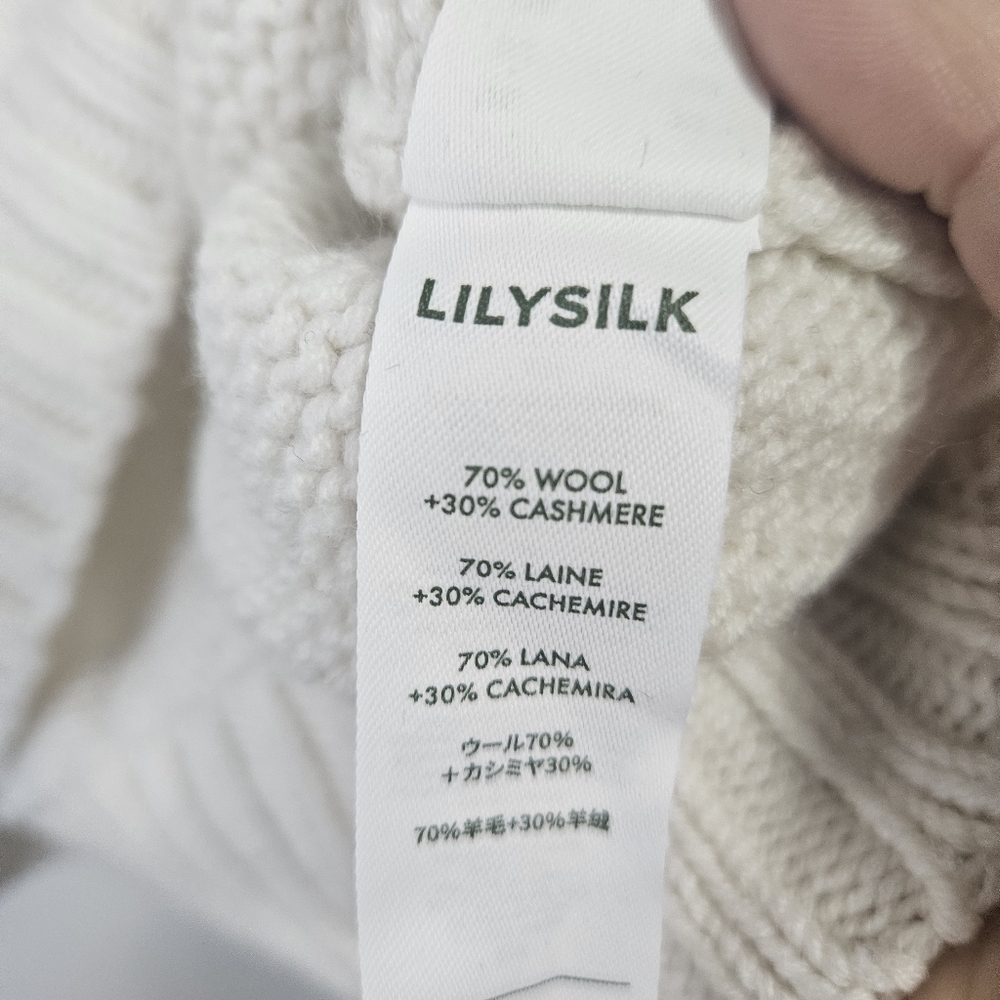 LILYSILK
70% WOOL
+30% CASHMERE
70% LAINE
+30% CACHEMIRE
70% LANA
+30% CACHEMIRA
ウール70%
+カシミヤ30%
70%羊毛+30%羊绒